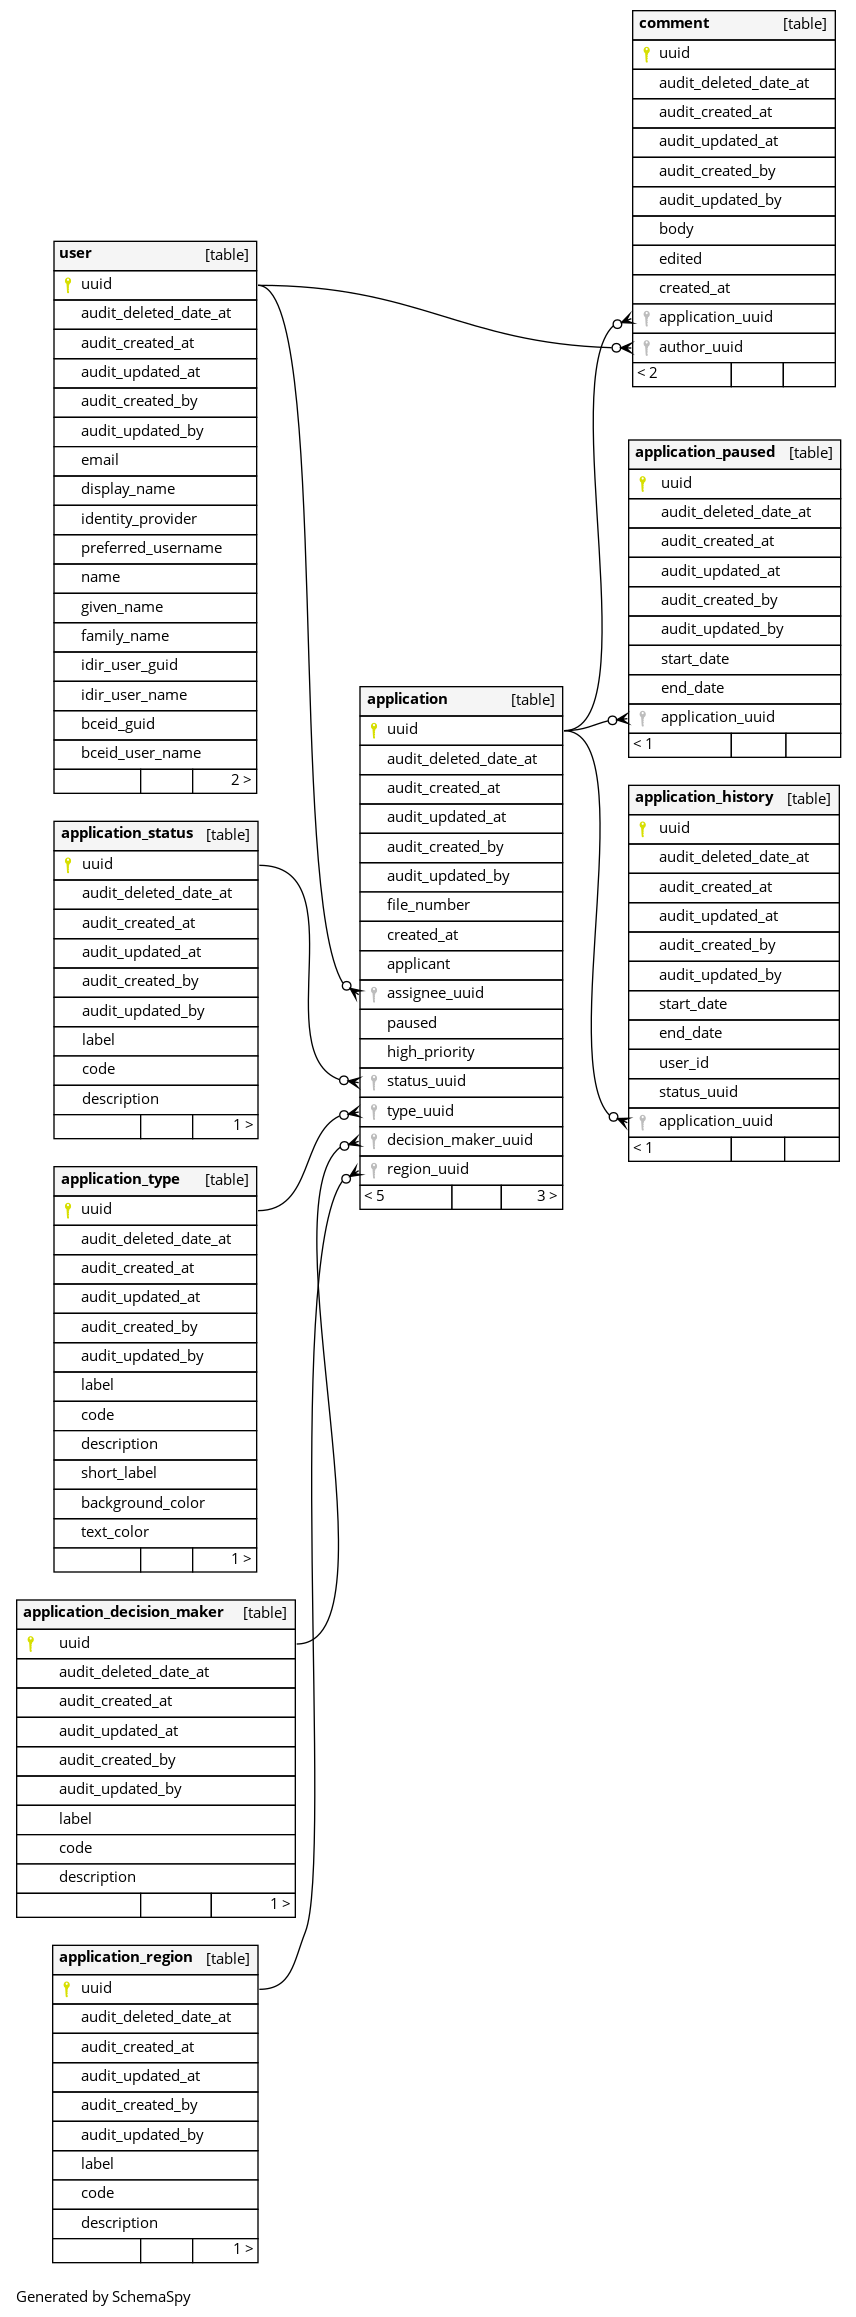 comment [table]
uuid
audit_deleted_date_at
audit_created_at
audit_updated_at
audit_created_by
audit_updated_by
body
edited
created_at
application_uuid
author_uuid
< 2
user [table]
uuid
audit_deleted_date_at
audit_created_at
audit_updated_at
audit_created_by
audit_updated_by
email
display_name
identity_provider
preferred_username
name
given_name
family_name
idir_user_guid
idir_user_name
bceid_guid
bceid_user_name
2 >
application_paused [table]
uuid
audit_deleted_date_at
audit_created_at
audit_updated_at
audit_created_by
audit_updated_by
start_date
end_date
application_uuid
< 1
application [table]
uuid
audit_deleted_date_at
audit_created_at
audit_updated_at
audit_created_by
audit_updated_by
file_number
created_at
applicant
assignee_uuid
paused
high_priority
status_uuid
type_uuid
decision_maker_uuid
region_uuid
< 5 3 >
application_history [table]
uuid
audit_deleted_date_at
audit_created_at
audit_updated_at
audit_created_by
audit_updated_by
start_date
end_date
user_id
status_uuid
application_uuid
< 1
application_status [table]
uuid
audit_deleted_date_at
audit_created_at
audit_updated_at
audit_created_by
audit_updated_by
label
code
description
1 >
application_type [table]
uuid
audit_deleted_date_at
audit_created_at
audit_updated_at
audit_created_by
audit_updated_by
label
code
description
short_label
background_color
text_color
1 >
application_decision_maker [table]
uuid
audit_deleted_date_at
audit_created_at
audit_updated_at
audit_created_by
audit_updated_by
label
code
description
1 >
application_region [table]
uuid
audit_deleted_date_at
audit_created_at
audit_updated_at
audit_created_by
audit_updated_by
label
code
description
1 >
Generated by SchemaSpy